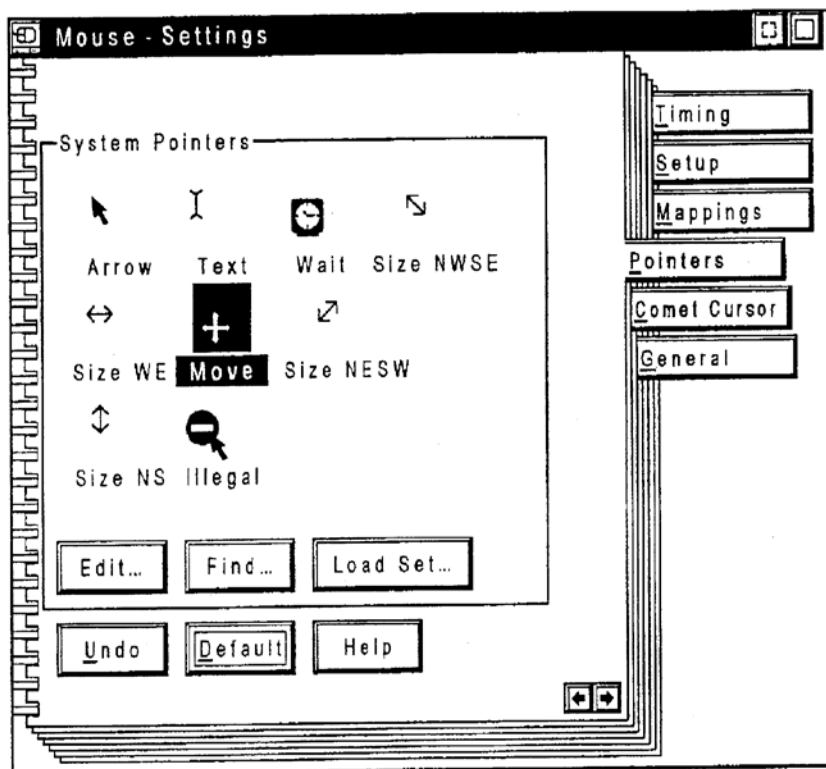 Mouse - Settings
Timing
Setup
Mappings
Pointers
Comet Cursor
General
System Pointers
Arrow Text Wait Size NWSE
Size WE Move Size NESW
Size NS Illegal
Edit... Find... Load Set...
Undo Default Help